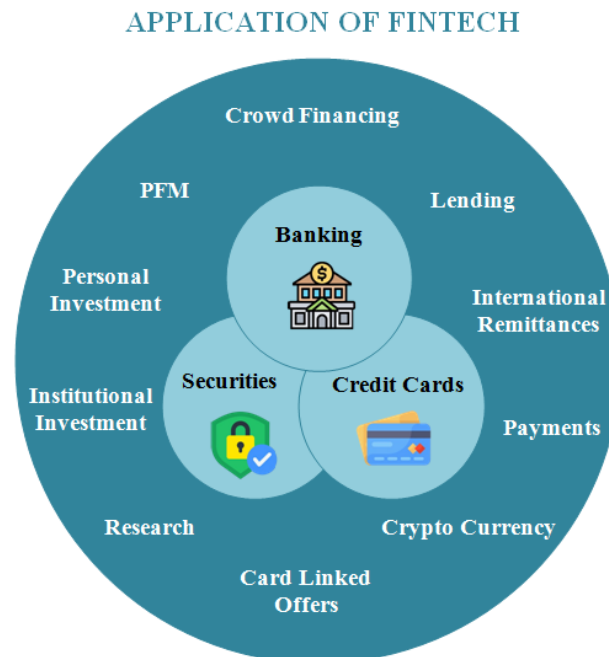 APPLICATION OF FINTECH
Crowd Financing
PFM
Lending
Banking
$
Personal
Investment
International
Remittances
Securities
Credit Cards
Institutional
Investment
Payments
Research
Crypto Currency
Card Linked
Offers